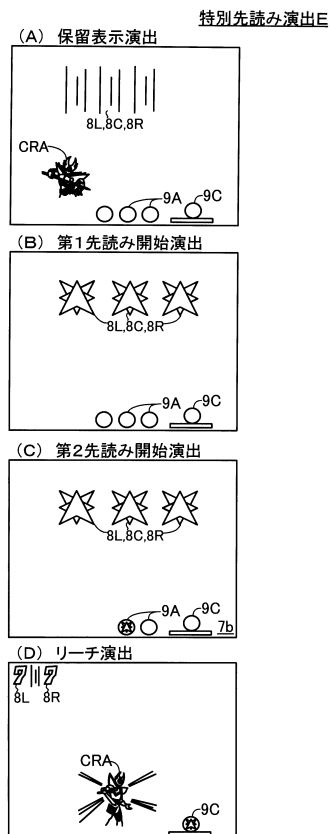 特別先読み演出E
(A) 保留表示演出
8L,8C,8R
CRA
9A
9C
(B) 第1先読み開始演出
8L,8C,8R
9A
9C
(C) 第2先読み開始演出
8L,8C,8R
9A
9C
7b
(D) リーチ演出
7 7
8L 8R
CRA
9C